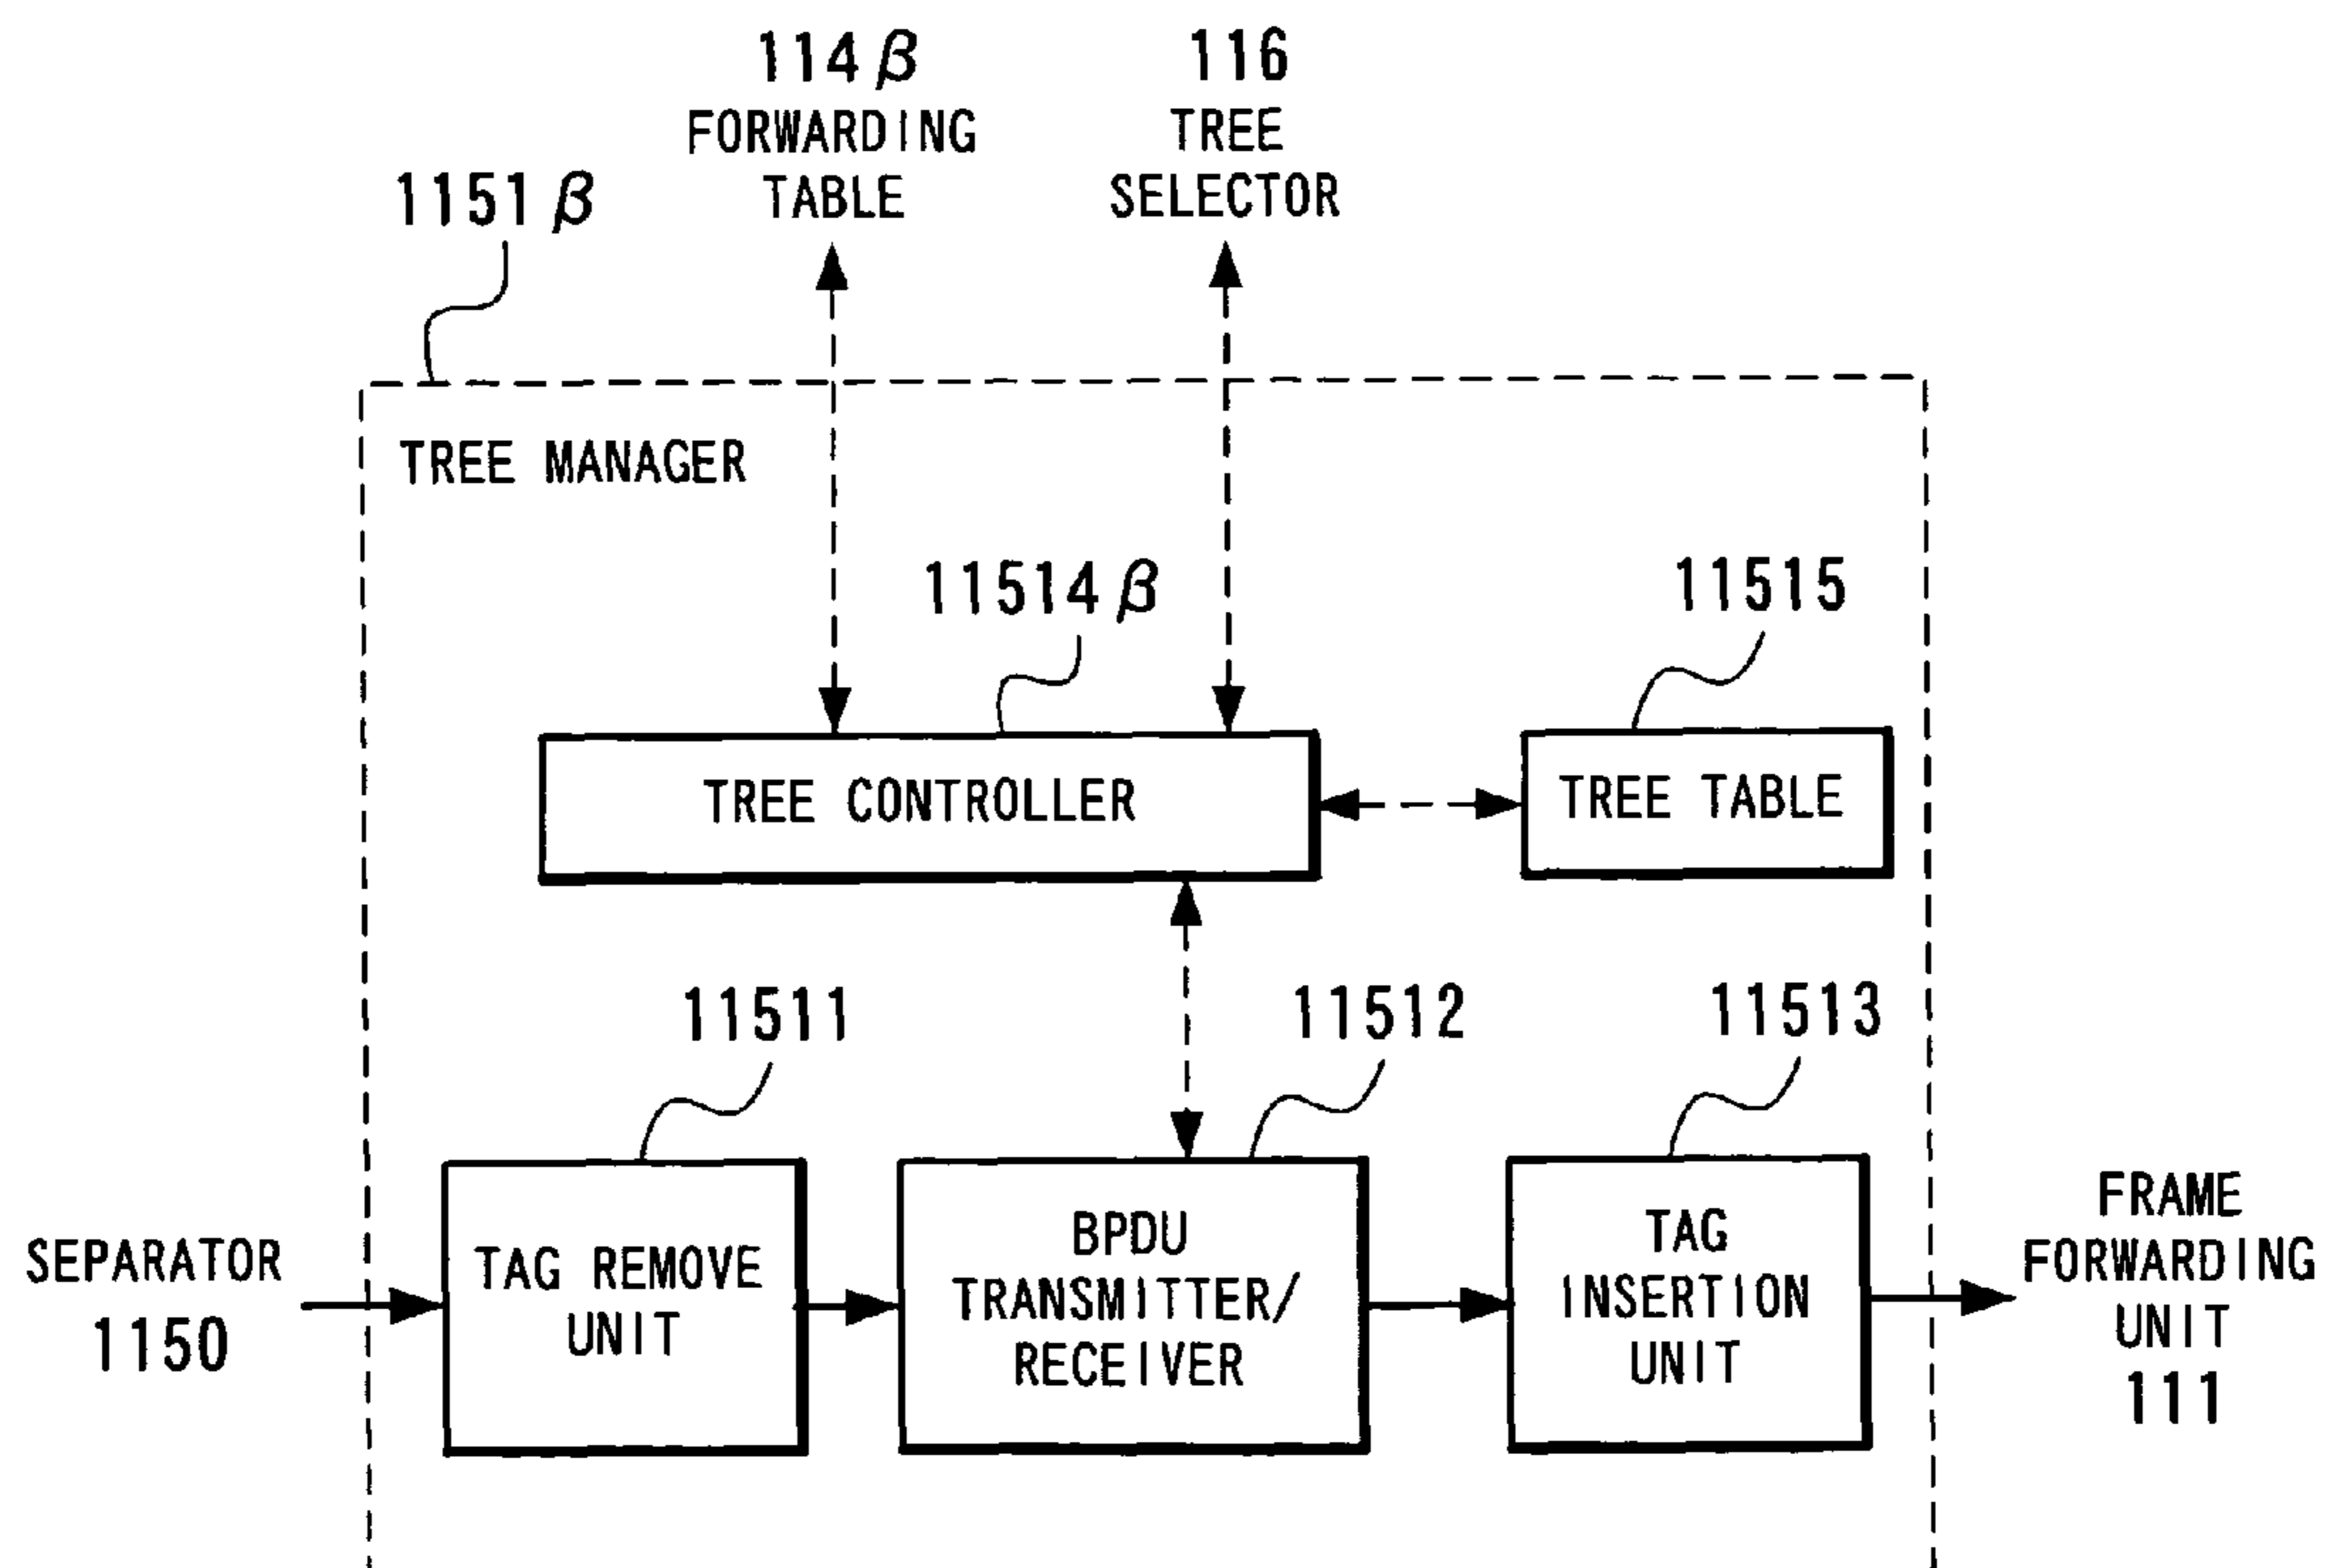 114β
FORWARDING
TABLE
116
TREE
SELECTOR
1151β
TREE MANAGER
11514β
11515
TREE CONTROLLER
TREE TABLE
11511
11512
11513
SEPARATOR
1150
TAG REMOVE
UNIT
BPDU
TRANSMITTER/
RECEIVER
TAG
INSERTION
UNIT
FRAME
FORWARDING
UNIT
111